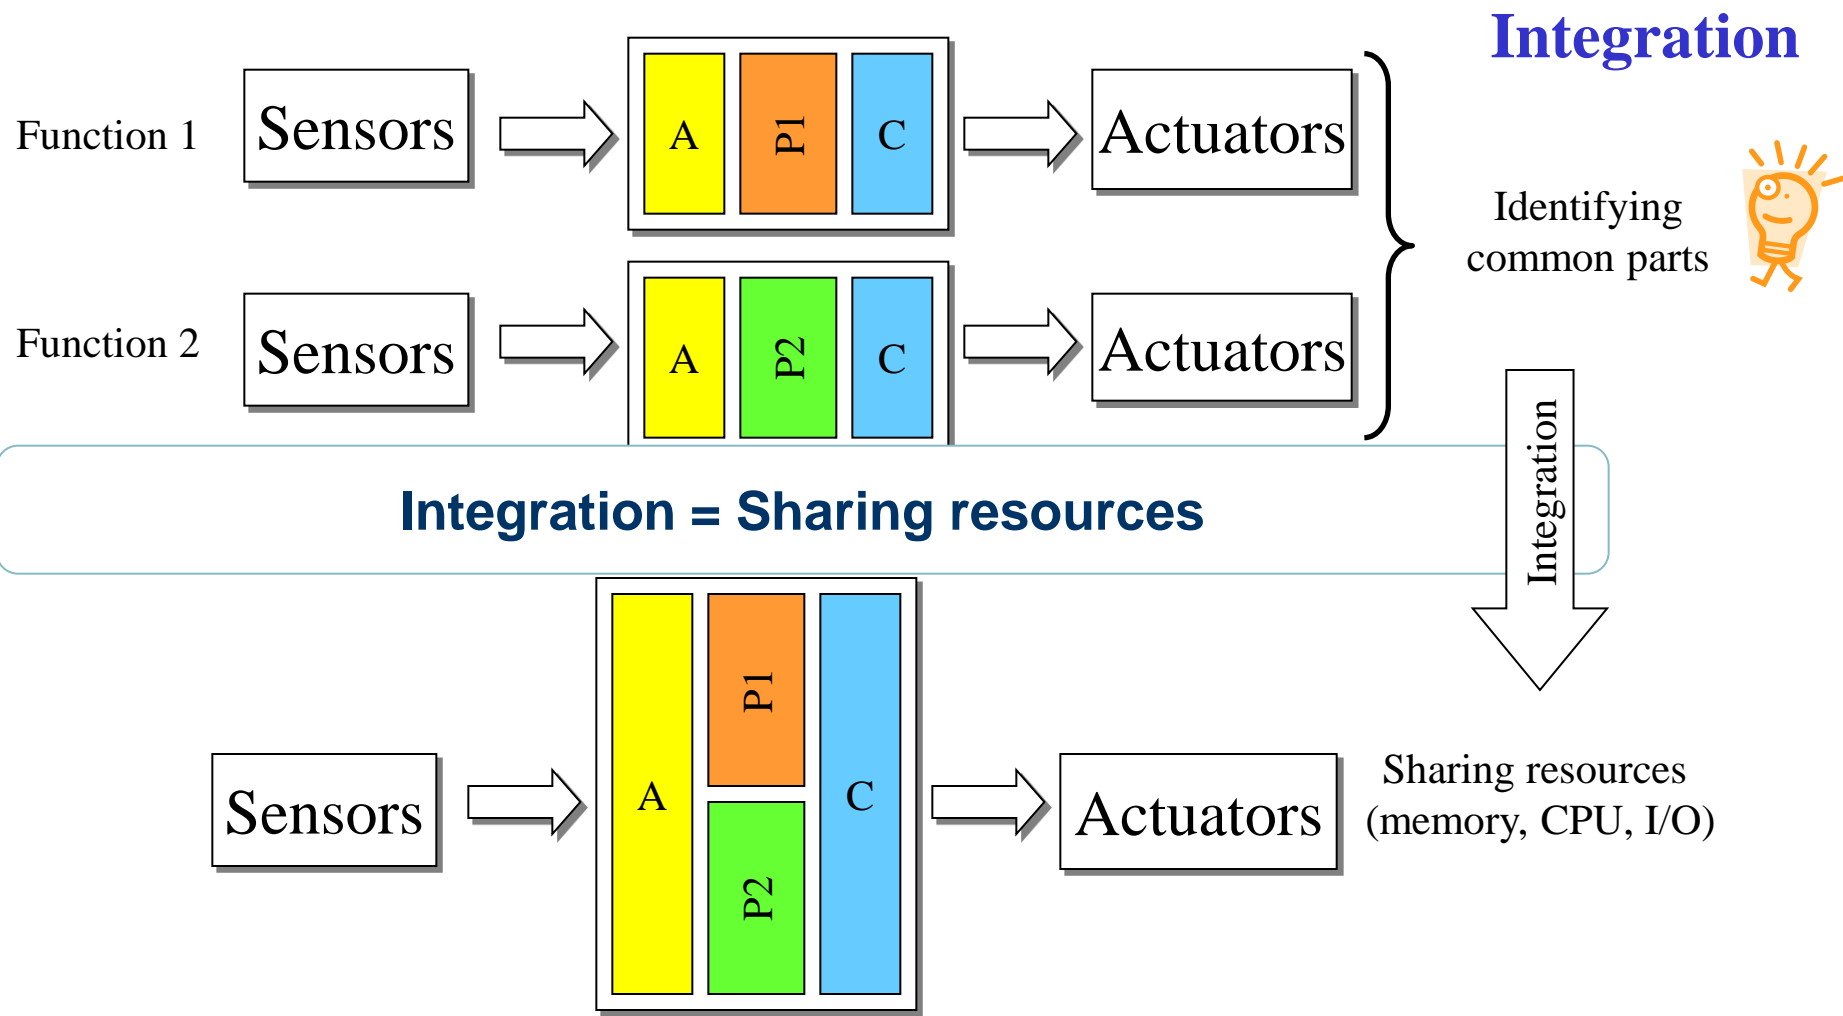 Integration
Function 1
Sensors
A
P1
C
Actuators
Identifying
common parts
Function 2
Sensors
A
P2
C
Actuators
Integration
Integration = Sharing resources
Sensors
A
P1
P2
C
Actuators
Sharing resources
(memory, CPU, I/O)